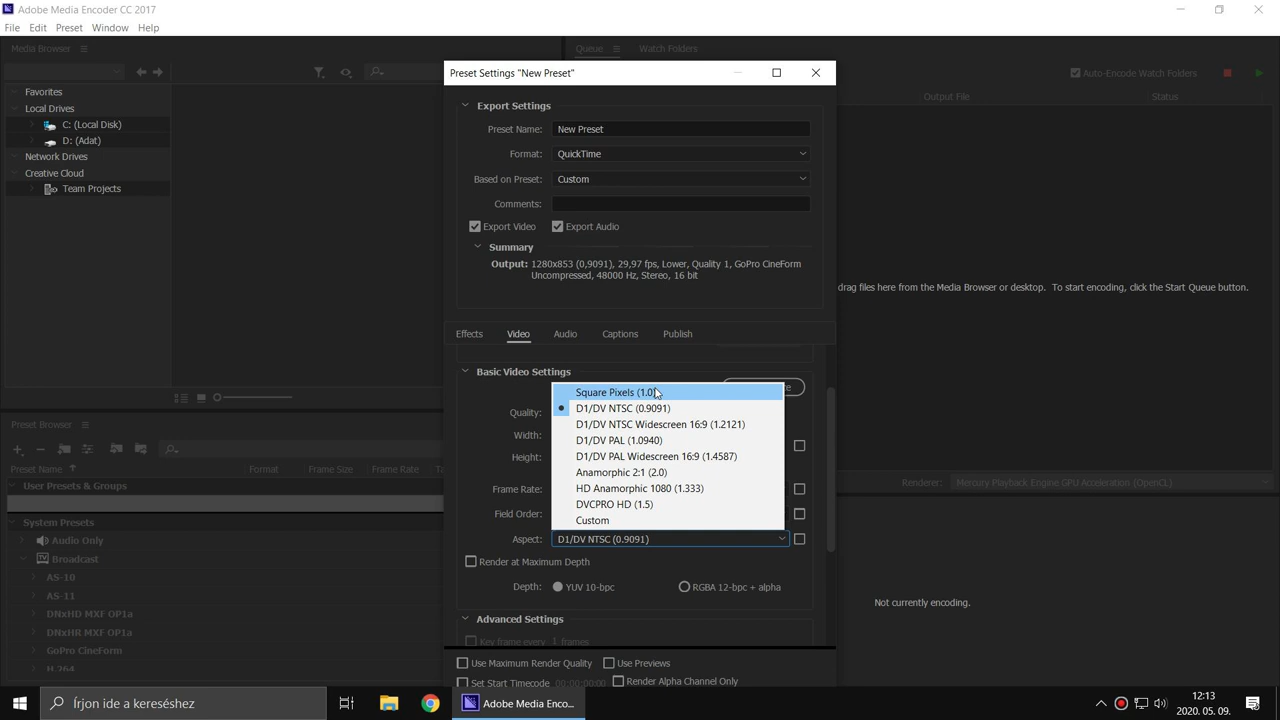 Adobe Media Encoder CC 2017
File Edit Preset Window Help
Media Browser
Favorites
Local Drives
C: (Local Disk)
D: (Adat)
Network Drives
Creative Cloud
Team Projects
Preset Browser
Preset Name Format Frame Size Frame Rate
User Presets & Groups
System Presets
Audio Only
Broadcast
AS-10
AS-11
DNxHD MXF OP1a
DNxHR MXF OP1a
GoPro CineForm
H.264
Preset Settings "New Preset"
Export Settings
Preset Name: New Preset
Format: QuickTime
Based on Preset: Custom
Comments:
Export Video Export Audio
Summary
Output: 1280x853 (0,9091), 29,97 fps, Lower, Quality 1, GoPro CineForm
Uncompressed, 48000 Hz, Stereo, 16 bit
Effects Video Audio Captions Publish
Basic Video Settings
Quality:
Width:
Height:
Frame Rate:
Field Order:
Square Pixels (1.0)
D1/DV NTSC (0.9091)
D1/DV NTSC Widescreen 16:9 (1.2121)
D1/DV PAL (1.0940)
D1/DV PAL Widescreen 16:9 (1.4587)
Anamorphic 2:1 (2.0)
HD Anamorphic 1080 (1.333)
DVCPRO HD (1.5)
Custom
Aspect: D1/DV NTSC (0.9091)
Render at Maximum Depth
Depth: YUV 10-bpc RGBA 12-bpc + alpha
Advanced Settings
Key frame every 1 frames
Use Maximum Render Quality Use Previews
Set Start Timecode 00:00:00:00 Render Alpha Channel Only
Queue Watch Folders
Auto-Encode Watch Folders
Output File Status
drag files here from the Media Browser or desktop. To start encoding, click the Start Queue button.
Renderer: Mercury Playback Engine GPU Acceleration (OpenCL)
Not currently encoding.
Írjon ide a kereséshez
Adobe Media Enco...
12:13
2020. 05. 09.